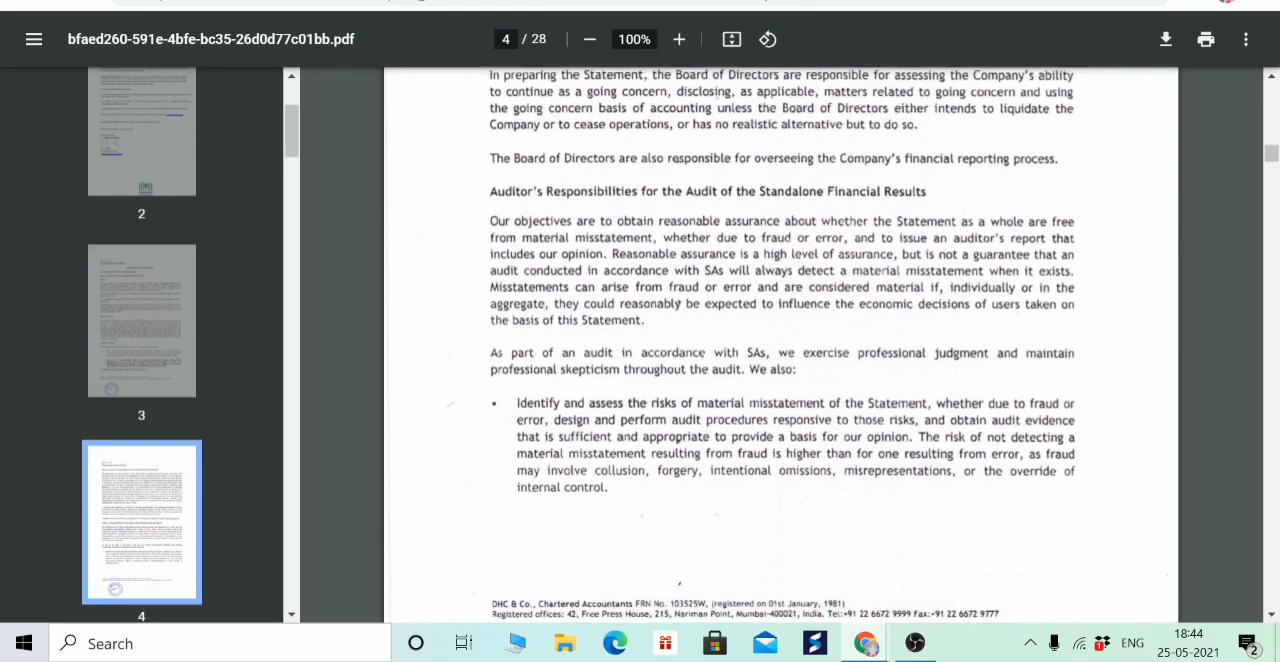 bfaed260-591e-4bfe-bc35-26d0d77c01bb.pdf
4 / 28
100%
2
3
4
In preparing the Statement, the Board of Directors are responsible for assessing the Company's ability
to continue as a going concern, disclosing, as applicable, matters related to going concern and using
the going concern basis of accounting unless the Board of Directors either intends to liquidate the
Company or to cease operations, or has no realistic alternative but to do so.
The Board of Directors are also responsible for overseeing the Company's financial reporting process.
Auditor's Responsibilities for the Audit of the Standalone Financial Results
Our objectives are to obtain reasonable assurance about whether the Statement as a whole are free
from material misstatement, whether due to fraud or error, and to issue an auditor's report that
includes our opinion. Reasonable assurance is a high level of assurance, but is not a guarantee that an
audit conducted in accordance with SAs will always detect a material misstatement when it exists.
Misstatements can arise from fraud or error and are considered material if, individually or in the
aggregate, they could reasonably be expected to influence the economic decisions of users taken on
the basis of this Statement.
As part of an audit in accordance with SAs, we exercise professional judgment and maintain
professional skepticism throughout the audit. We also:
• Identify and assess the risks of material misstatement of the Statement, whether due to fraud or
error, design and perform audit procedures responsive to those risks, and obtain audit evidence
that is sufficient and appropriate to provide a basis for our opinion. The risk of not detecting a
material misstatement resulting from fraud is higher than for one resulting from error, as fraud
may involve collusion, forgery, intentional omissions, misrepresentations, or the override of
internal control.
DHC & Co., Chartered Accountants FRN No. 103525W, (registered on 01st January, 1981)
Registered offices: 42, Free Press House, 215, Nariman Point, Mumbai-400021, India. Tel:+91 22 6672 9999 Fax:+91 22 6672 9777
Search
ENG
18:44
25-05-2021
2